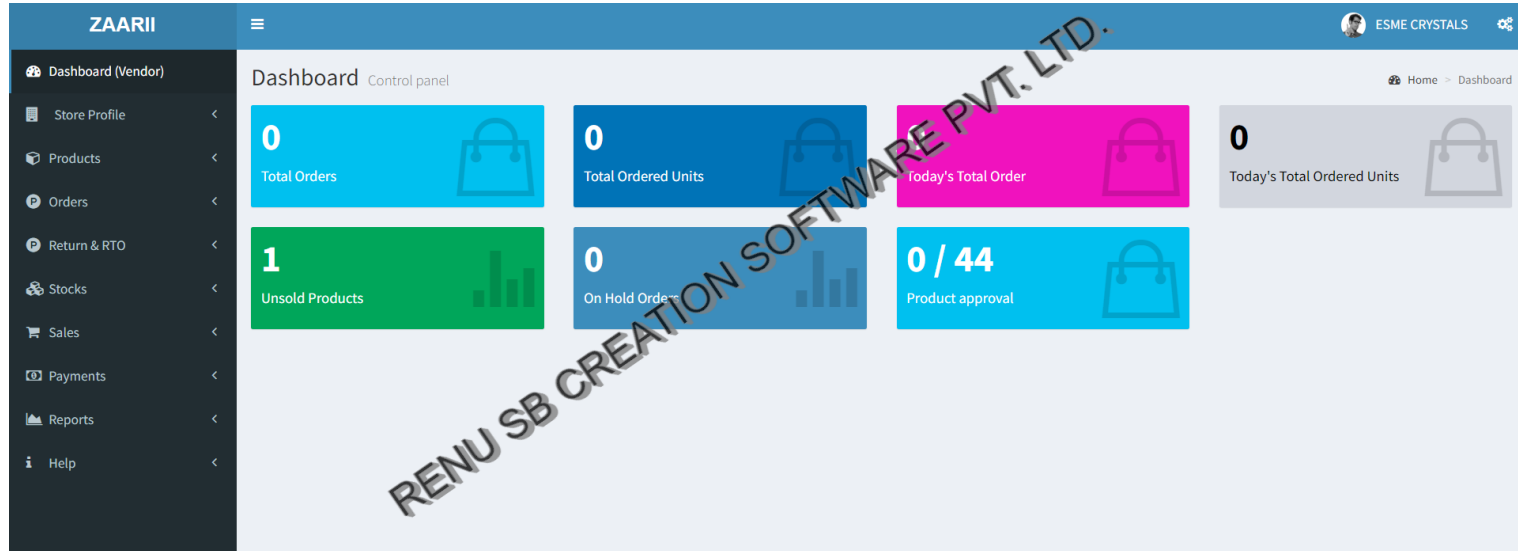 ZAARII
ESME CRYSTALS
Dashboard (Vendor)
Store Profile
Products
Orders
Return & RTO
Stocks
Sales
Payments
Reports
Help
Dashboard Control panel
Home > Dashboard
0
Total Orders
0
Total Ordered Units
Today's Total Order
0
Today's Total Ordered Units
1
Unsold Products
0
On Hold Orders
0 / 44
Product approval
RENU SB CREATION SOFTWARE PVT. LTD.